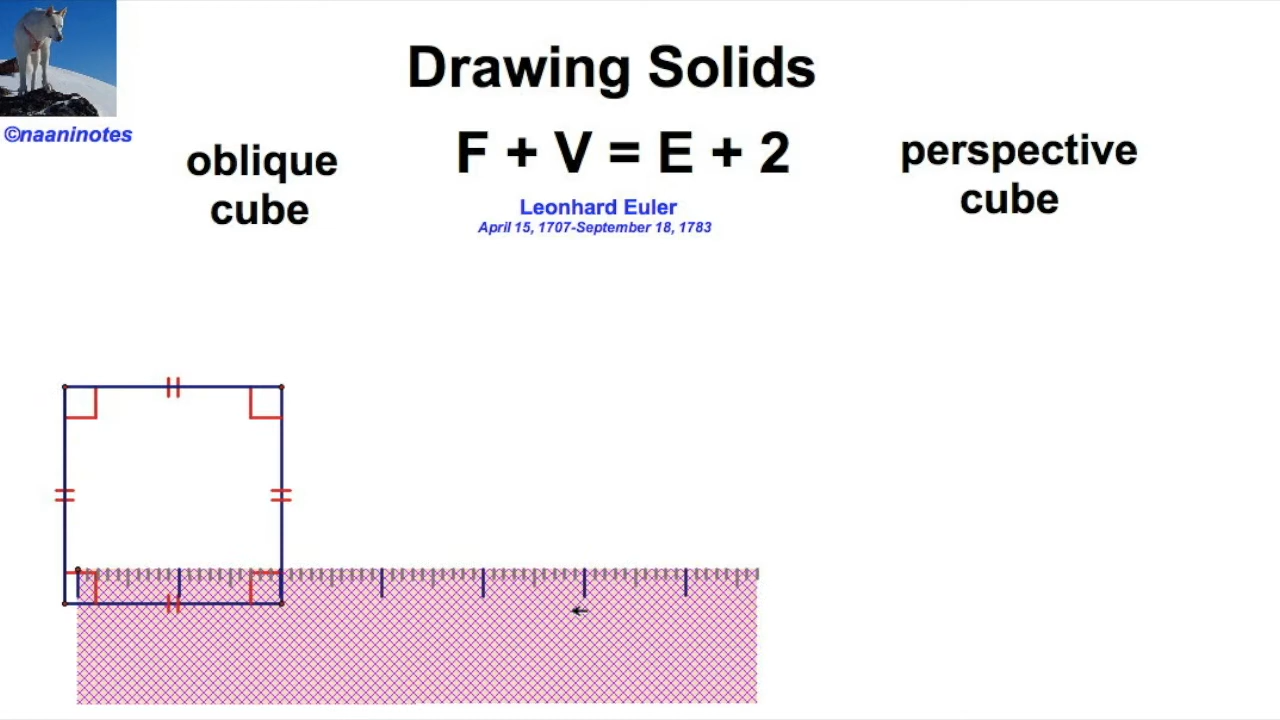 Drawing Solids
©naaninotes
oblique
cube
F + V = E + 2
Leonhard Euler
April 15, 1707-September 18, 1783
perspective
cube